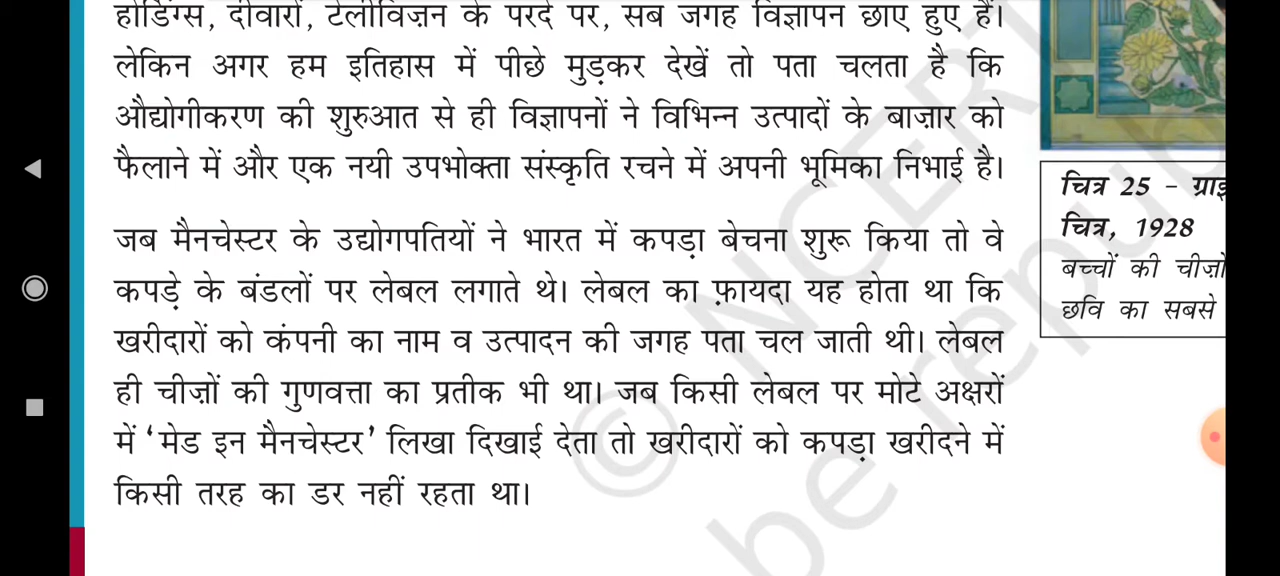 होर्डिंग्स, दीवारों, टेलीविज़न के परदे पर, सब जगह विज्ञापन छाए हुए हैं।
लेकिन अगर हम इतिहास में पीछे मुड़कर देखें तो पता चलता है कि
औद्योगीकरण की शुरुआत से ही विज्ञापनों ने विभिन्न उत्पादों के बाज़ार को
फैलाने में और एक नयी उपभोक्ता संस्कृति रचने में अपनी भूमिका निभाई है।
जब मैनचेस्टर के उद्योगपतियों ने भारत में कपड़ा बेचना शुरू किया तो वे
कपड़े के बंडलों पर लेबल लगाते थे। लेबल का फ़ायदा यह होता था कि
खरीदारों को कंपनी का नाम व उत्पादन की जगह पता चल जाती थी। लेबल
ही चीज़ों की गुणवत्ता का प्रतीक भी था। जब किसी लेबल पर मोटे अक्षरों
में ‘मेड इन मैनचेस्टर’ लिखा दिखाई देता तो खरीदारों को कपड़ा खरीदने में
किसी तरह का डर नहीं रहता था।
चित्र 25 –
चित्र, 1928
बच्चों की चीज़ों
छवि का सबसे
© NCERT
be repub